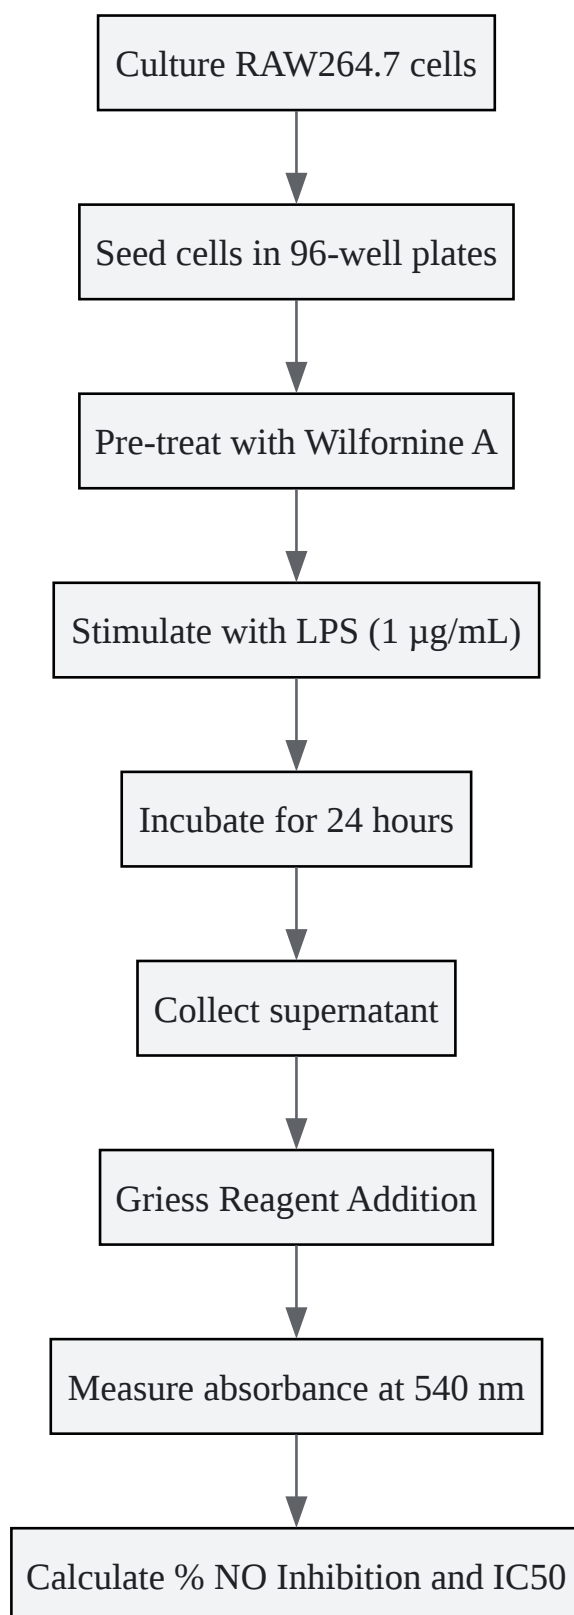 Culture RAW264.7 cells
Seed cells in 96-well plates
Pre-treat with Wilfornine A
Stimulate with LPS (1 µg/mL)
Incubate for 24 hours
Collect supernatant
Griess Reagent Addition
Measure absorbance at 540 nm
Calculate % NO Inhibition and IC50